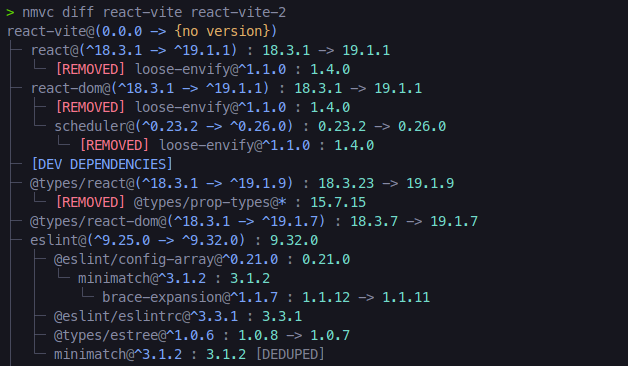 > nmvc diff react-vite react-vite-2
react-vite@(0.0.0 -> {no version})
├─ react@(^18.3.1 -> ^19.1.1) : 18.3.1 -> 19.1.1
│  └─ [REMOVED] loose-envify@^1.1.0 : 1.4.0
├─ react-dom@(^18.3.1 -> ^19.1.1) : 18.3.1 -> 19.1.1
│  ├─ [REMOVED] loose-envify@^1.1.0 : 1.4.0
│  └─ scheduler@(^0.23.2 -> ^0.26.0) : 0.23.2 -> 0.26.0
│     └─ [REMOVED] loose-envify@^1.1.0 : 1.4.0
├─ [DEV DEPENDENCIES]
├─ @types/react@(^18.3.1 -> ^19.1.9) : 18.3.23 -> 19.1.9
│  └─ [REMOVED] @types/prop-types@* : 15.7.15
├─ @types/react-dom@(^18.3.1 -> ^19.1.7) : 18.3.7 -> 19.1.7
├─ eslint@(^9.25.0 -> ^9.32.0) : 9.32.0
│  ├─ @eslint/config-array@^0.21.0 : 0.21.0
│  │  └─ minimatch@^3.1.2 : 3.1.2
│  │     └─ brace-expansion@^1.1.7 : 1.1.12 -> 1.1.11
│  ├─ @eslint/eslintrc@^3.3.1 : 3.3.1
│  ├─ @types/estree@^1.0.6 : 1.0.8 -> 1.0.7
│  └─ minimatch@^3.1.2 : 3.1.2 [DEDUPED]